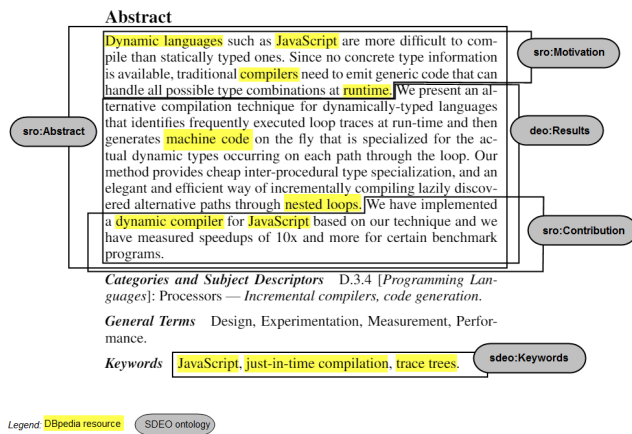 Abstract
Dynamic languages such as JavaScript are more difficult to com-
pile than statically typed ones. Since no concrete type information
is available, traditional compilers need to emit generic code that can
handle all possible type combinations at runtime. We present an al-
ternative compilation technique for dynamically-typed languages
that identifies frequently executed loop traces at run-time and then
generates machine code on the fly that is specialized for the ac-
tual dynamic types occurring on each path through the loop. Our
method provides cheap inter-procedural type specialization, and an
elegant and efficient way of incrementally compiling lazily discov-
ered alternative paths through nested loops. We have implemented
a dynamic compiler for JavaScript based on our technique and we
have measured speedups of 10x and more for certain benchmark
programs.
Categories and Subject Descriptors D.3.4 [Programming Lan-
guages]: Processors — Incremental compilers, code generation.
General Terms Design, Experimentation, Measurement, Perfor-
mance.
Keywords JavaScript, just-in-time compilation, trace trees.
sro:Abstract
sro:Motivation
deo:Results
sro:Contribution
sdeo:Keywords
Legend: DBpedia resource SDEO ontology